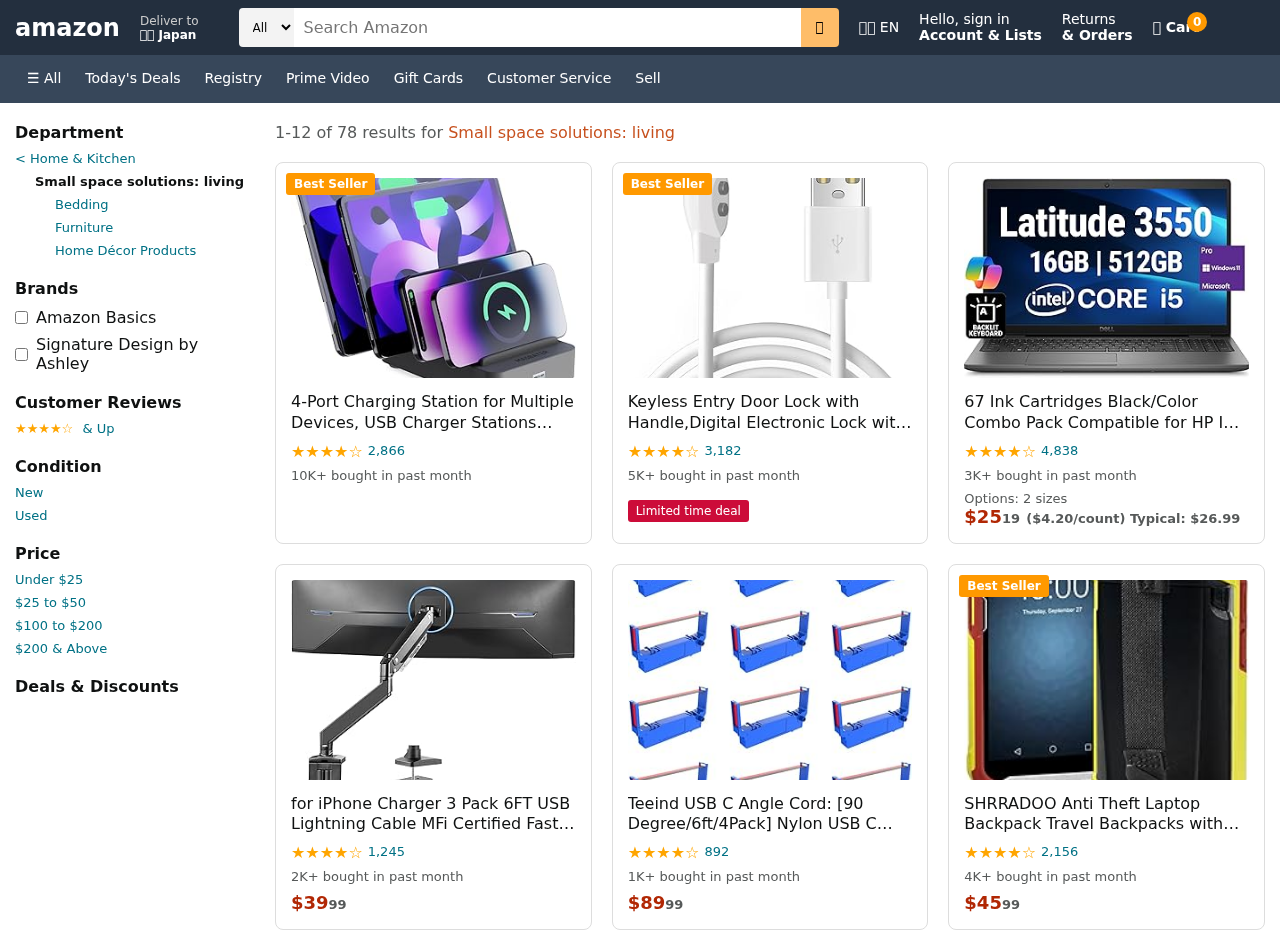 amazon
Deliver to
Japan
All
Search Amazon
EN
Hello, sign in
Account & Lists
Returns
& Orders
0
☰ All
Today's Deals
Registry
Prime Video
Gift Cards
Customer Service
Sell
Department
< Home & Kitchen
Small space solutions: living
Bedding
Furniture
Home Décor Products
Brands
Amazon Basics
Signature Design by
Ashley
Customer Reviews
★★★★☆ & Up
Condition
New
Used
Price
Under $25
$25 to $50
$100 to $200
$200 & Above
Deals & Discounts
1-12 of 78 results for Small space solutions: living
Best Seller
4-Port Charging Station for Multiple
Devices, USB Charger Stations…
★★★★☆ 2,866
10K+ bought in past month
Best Seller
Keyless Entry Door Lock with
Handle,Digital Electronic Lock wit…
★★★★☆ 3,182
5K+ bought in past month
Limited time deal
Latitude 3550
16GB | 512GB
intel CORE i5
Pro
Windows 11
Microsoft
BACKLIT
KEYBOARD
DELL
67 Ink Cartridges Black/Color
Combo Pack Compatible for HP I…
★★★★☆ 4,838
3K+ bought in past month
Options: 2 sizes
$25 19 ($4.20/count) Typical: $26.99
for iPhone Charger 3 Pack 6FT USB
Lightning Cable MFi Certified Fast…
★★★★☆ 1,245
2K+ bought in past month
$39 99
Teeind USB C Angle Cord: [90
Degree/6ft/4Pack] Nylon USB C…
★★★★☆ 892
1K+ bought in past month
$89 99
Best Seller
Thursday, September 27
SHRRADOO Anti Theft Laptop
Backpack Travel Backpacks with…
★★★★☆ 2,156
4K+ bought in past month
$45 99